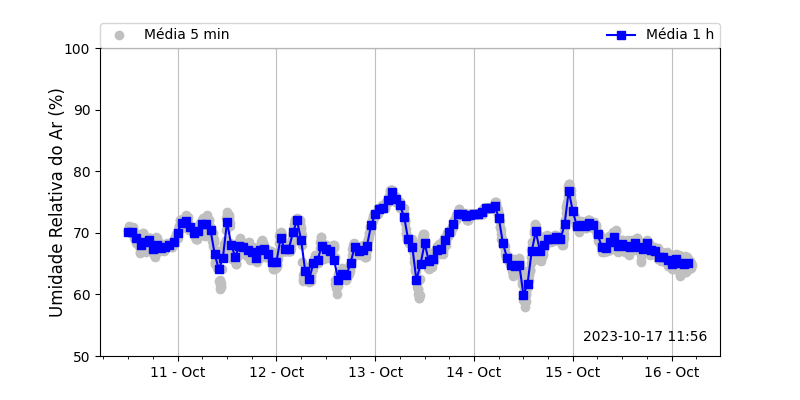 Média 5 min
Média 1 h
100
90
80
70
60
50
Umidade Relativa do Ar (%)
2023-10-17 11:56
11 - Oct
12 - Oct
13 - Oct
14 - Oct
15 - Oct
16 - Oct